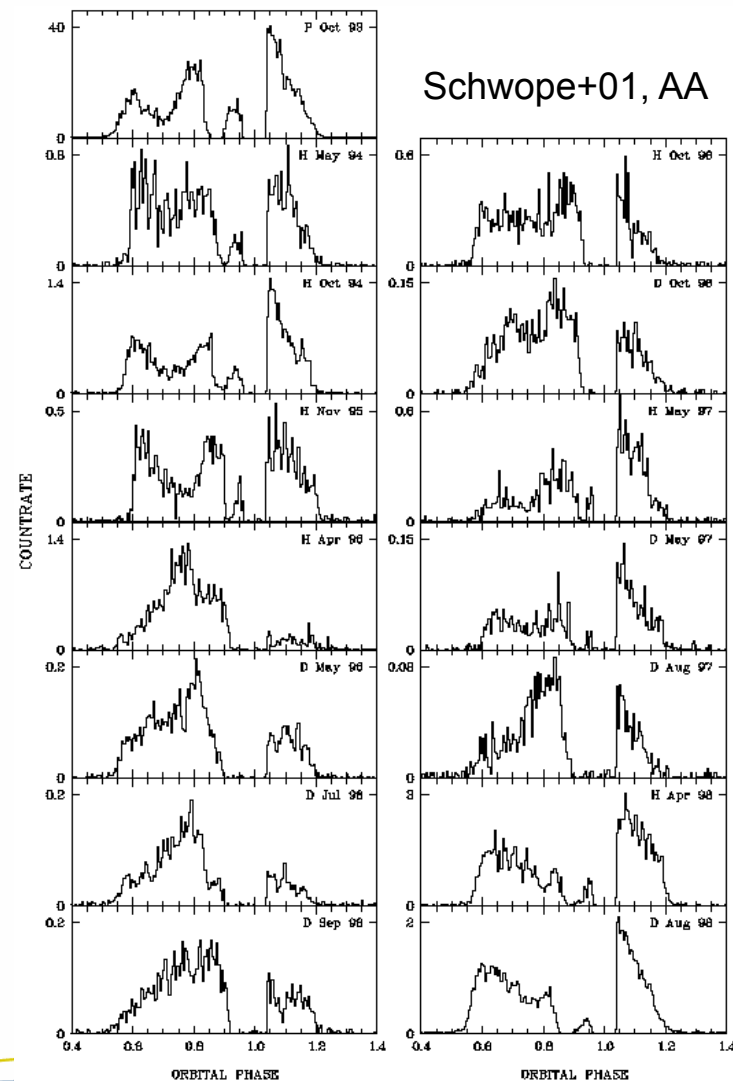 Schwope+01, AA
COUNTRATE
40
P Oct 93
0
0.8
H May 94
0
1.4
H Oct 94
0
0.5
H Nov 95
0
1.4
H Apr 96
0
0.2
D May 96
0
0.2
D Jul 96
0
0.2
D Sep 96
0
0.4 0.6 0.8 1.0 1.2 1.4
ORBITAL PHASE
0.6
H Oct 96
0
0.15
D Oct 96
0
0.6
H May 97
0
0.15
D May 97
0
0.08
D Aug 97
0
3
H Apr 98
0
2
D Aug 98
0
0.4 0.6 0.8 1.0 1.2 1.4
ORBITAL PHASE